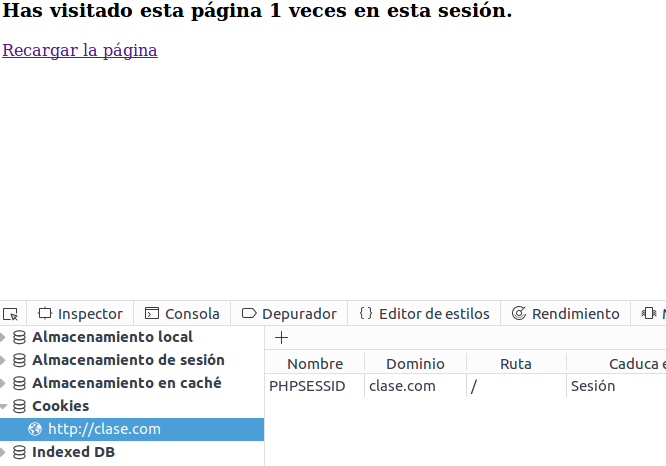 Has visitado esta página 1 veces en esta sesión.
Recargar la página
Inspector Consola Depurador {} Editor de estilos Rendimiento
Almacenamiento local
Almacenamiento de sesión
Almacenamiento en caché
Cookies
http://clase.com
Indexed DB
Nombre Dominio Ruta Caduca e
PHPSESSID clase.com / Sesión